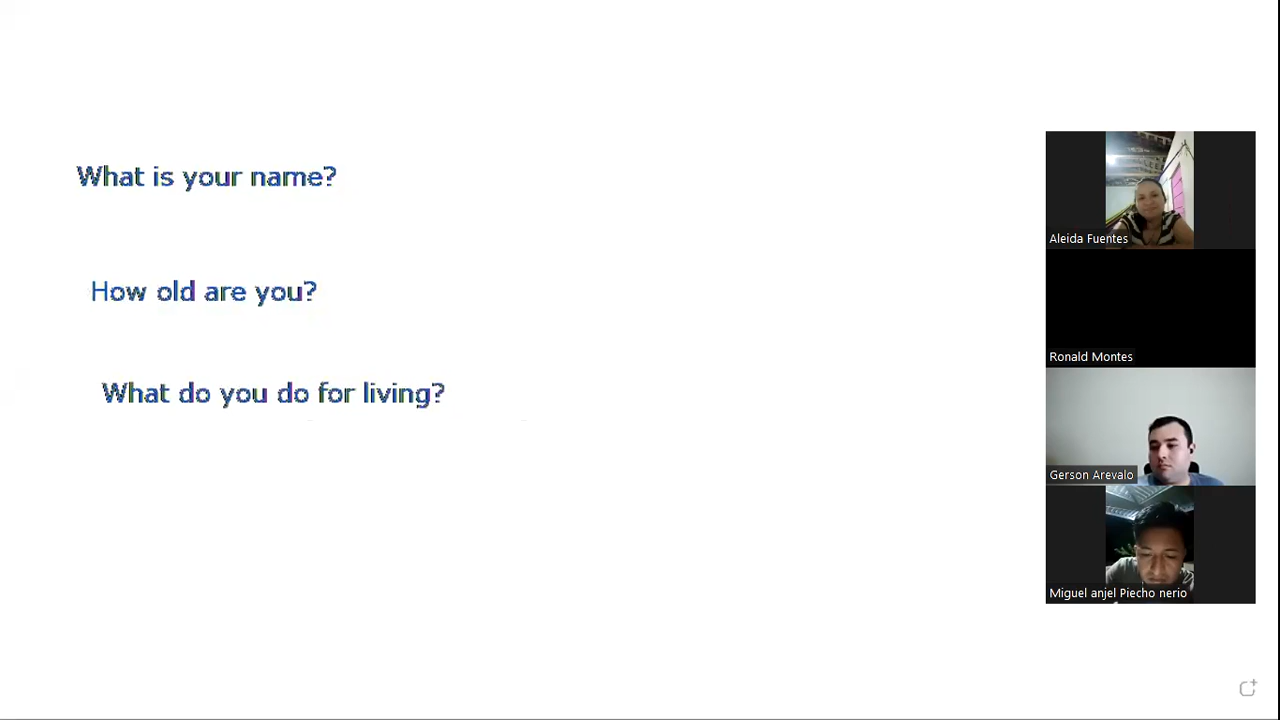 What is your name?
How old are you?
What do you do for living?
Aleida Fuentes
Ronald Montes
Gerson Arevalo
Miguel anjel Piecho nerio